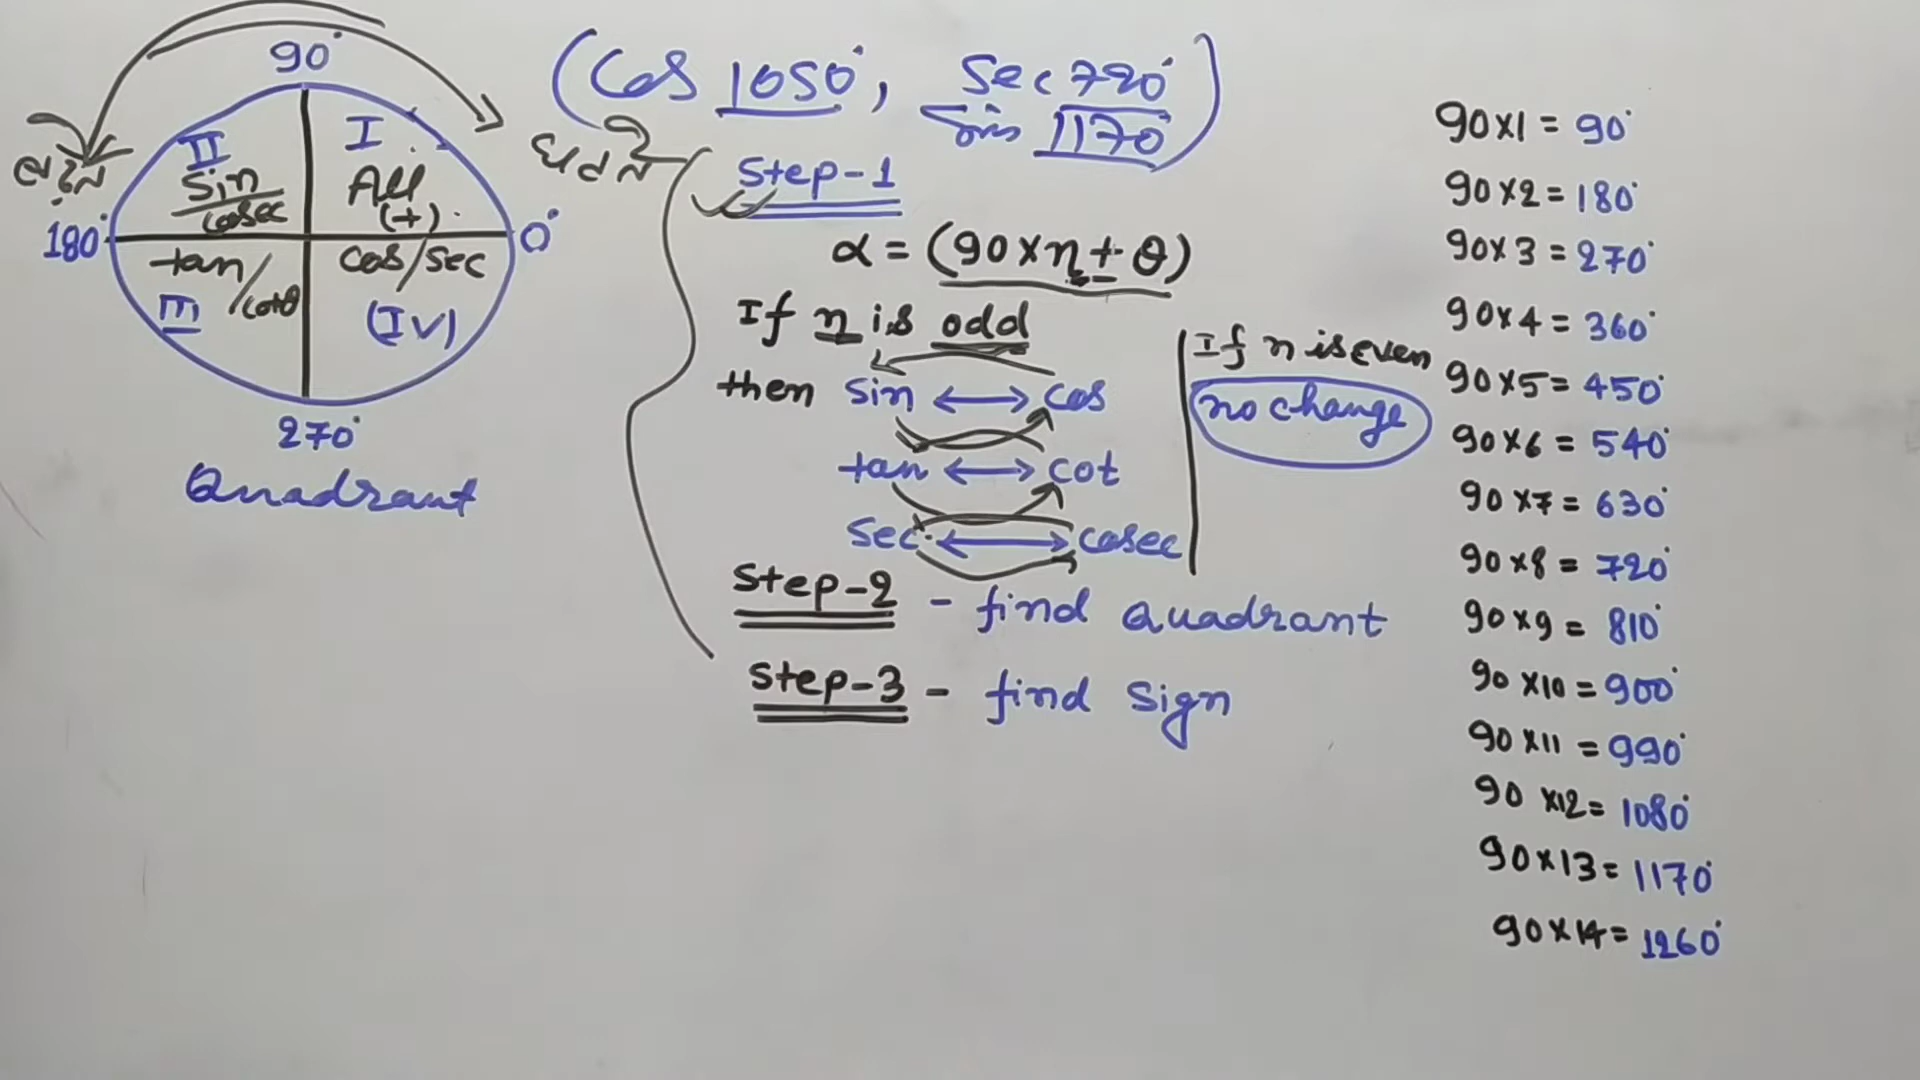 90°
(Cos 1050°, Sec 720°
Sin 1170°)
II
I
Sin
cosec
All
(+)
180°
0°
tan/cotθ
cos/sec
III
(IV)
270°
Quadrant
Step-1
α = (90×n ± θ)
If n is odd
then sin ↔ cos
tan ↔ cot
Sec ↔ cosec
If n is even
no change
Step-2 - find Quadrant
Step-3 - find Sign
90×1 = 90°
90×2 = 180°
90×3 = 270°
90×4 = 360°
90×5 = 450°
90×6 = 540°
90×7 = 630°
90×8 = 720°
90×9 = 810°
90×10 = 900°
90×11 = 990°
90×12 = 1080°
90×13 = 1170°
90×14 = 1260°